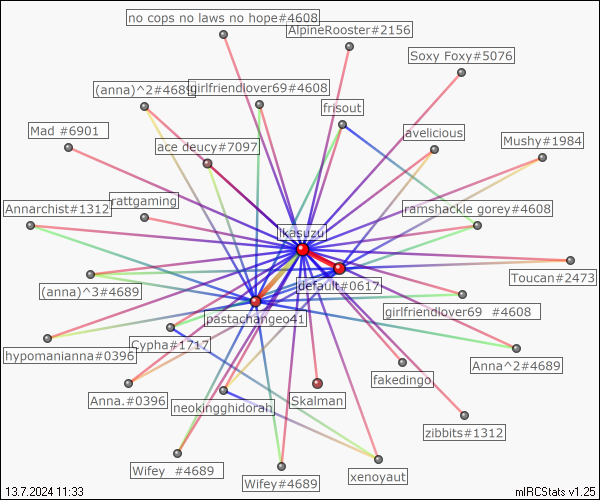 no cops no laws no hope#4608
AlpineRooster#2156
Soxy Foxy#5076
(anna)^2#4689
girlfriendlover69#4608
frisout
Mad #6901
ace deucy#7097
avelicious
Mushy#1984
Annarchist#1312
rattgaming
ramshackle gorey#4608
ikasuzu
(anna)^3#4689
default#0617
Toucan#2473
pastachangeo41
girlfriendlover69 #4608
hypomanianna#0396
Cypha#1717
Anna^2#4689
fakedingo
Anna.#0396
neokingghidorah
Skalman
zibbits#1312
Wifey #4689
Wifey#4689
xenoyaut
13.7.2024 11:33
mIRCStats v1.25